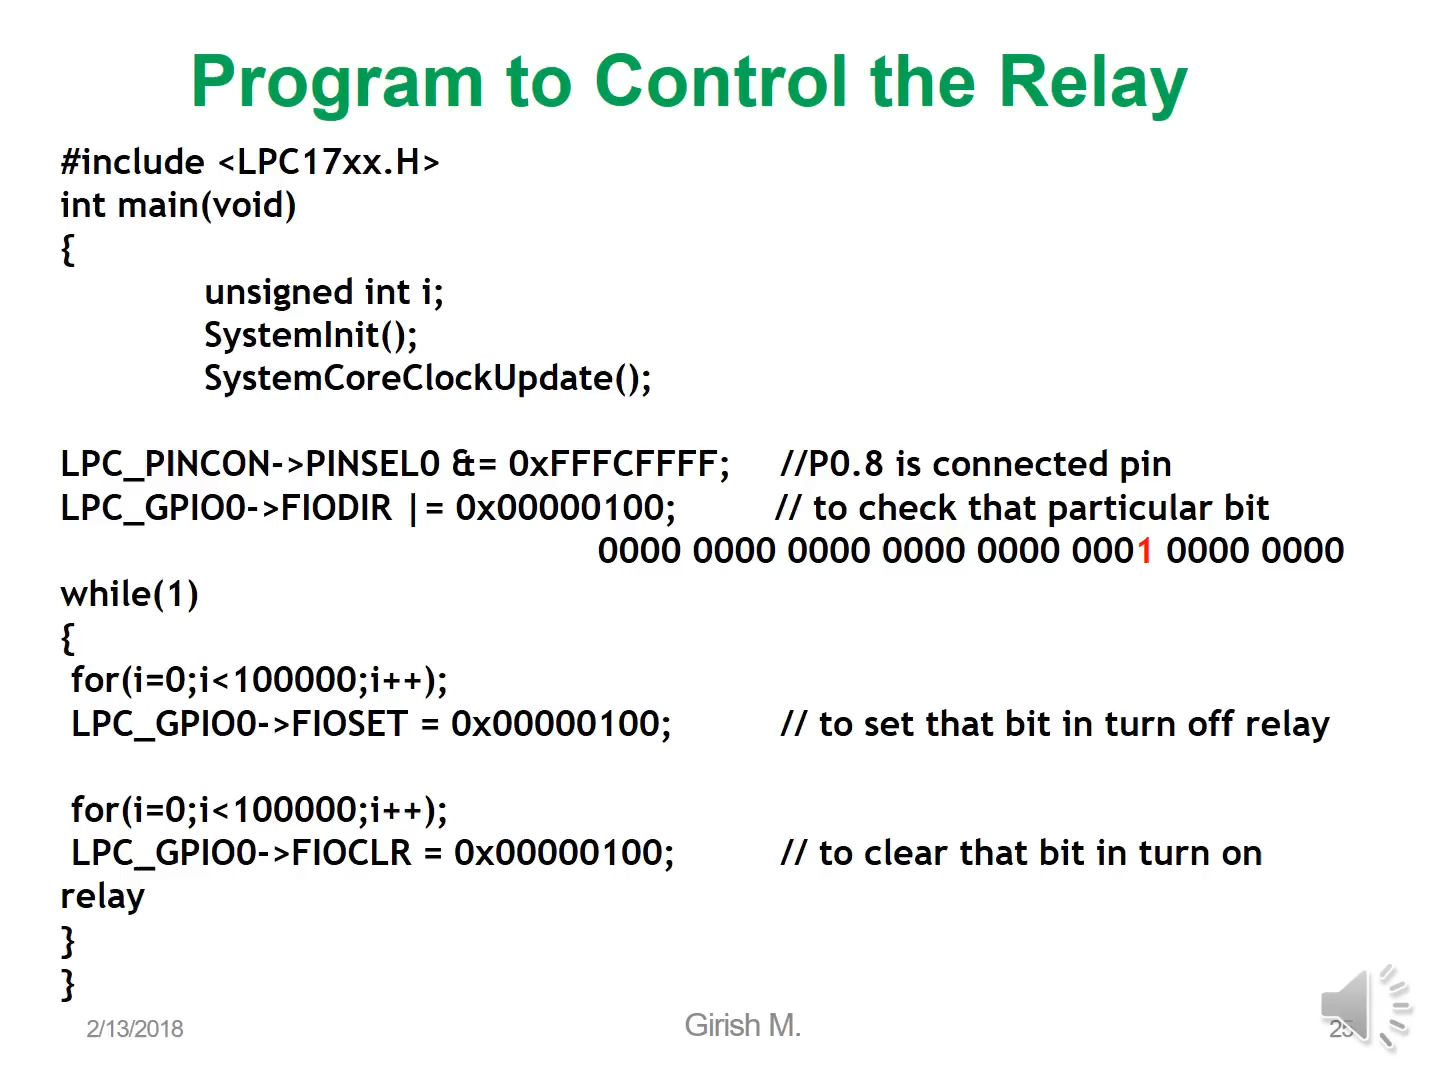 Program to Control the Relay
#include <LPC17xx.H>
int main(void)
{
unsigned int i;
SystemInit();
SystemCoreClockUpdate();
LPC_PINCON->PINSEL0 &= 0xFFFCFFFF; //P0.8 is connected pin
LPC_GPIO0->FIODIR |= 0x00000100; // to check that particular bit
0000 0000 0000 0000 0000 0001 0000 0000
while(1)
{
for(i=0;i<100000;i++);
LPC_GPIO0->FIOSET = 0x00000100; // to set that bit in turn off relay
for(i=0;i<100000;i++);
LPC_GPIO0->FIOCLR = 0x00000100; // to clear that bit in turn on
relay
}
}
2/13/2018 Girish M. 25